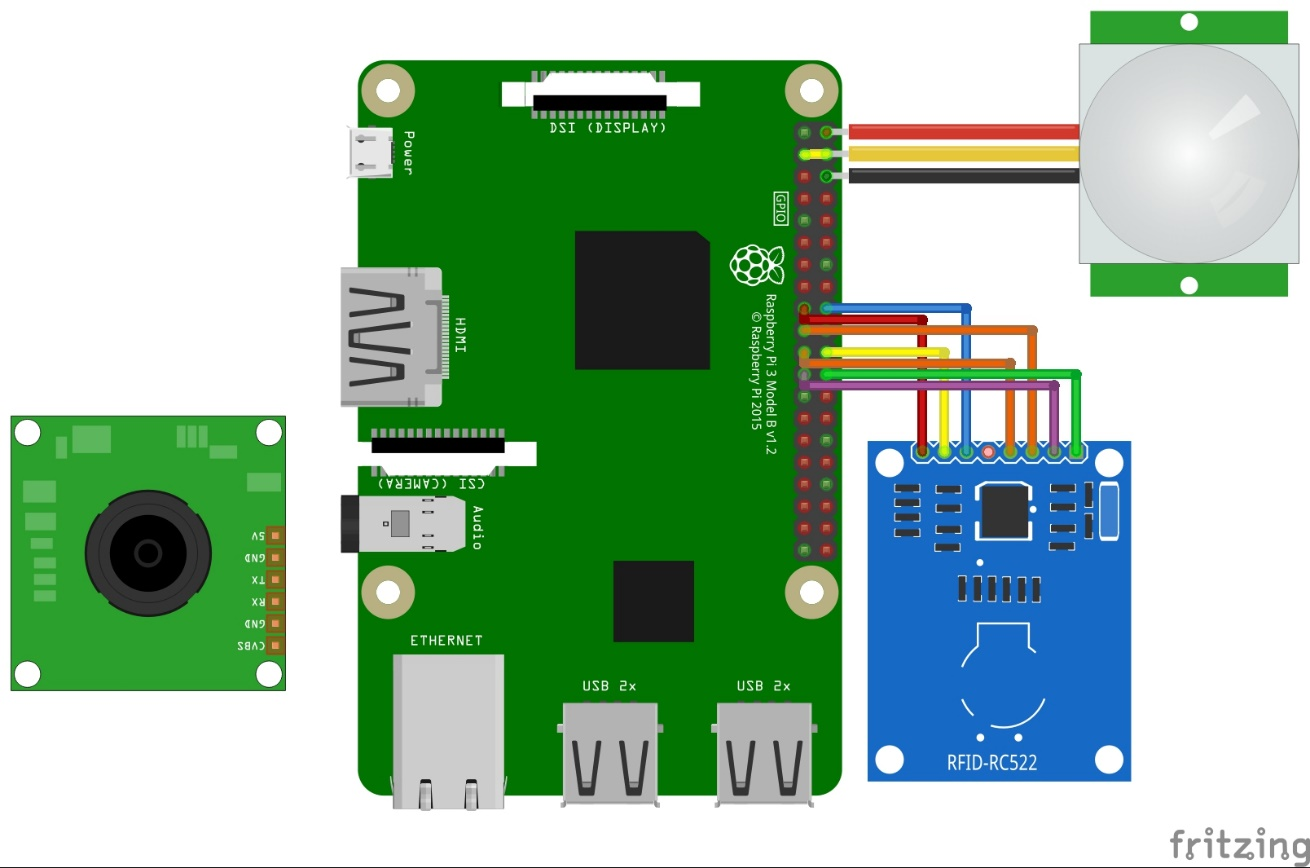 DSI (DISPLAY)
Power
GPIO
Raspberry Pi 3 Model B v1.2
© Raspberry Pi 2015
HDMI
CSI (CAMERA)
Audio
5V
GND
TX
RX
GND
CVBS
ETHERNET
USB 2x
USB 2x
RFID-RC522
fritzing